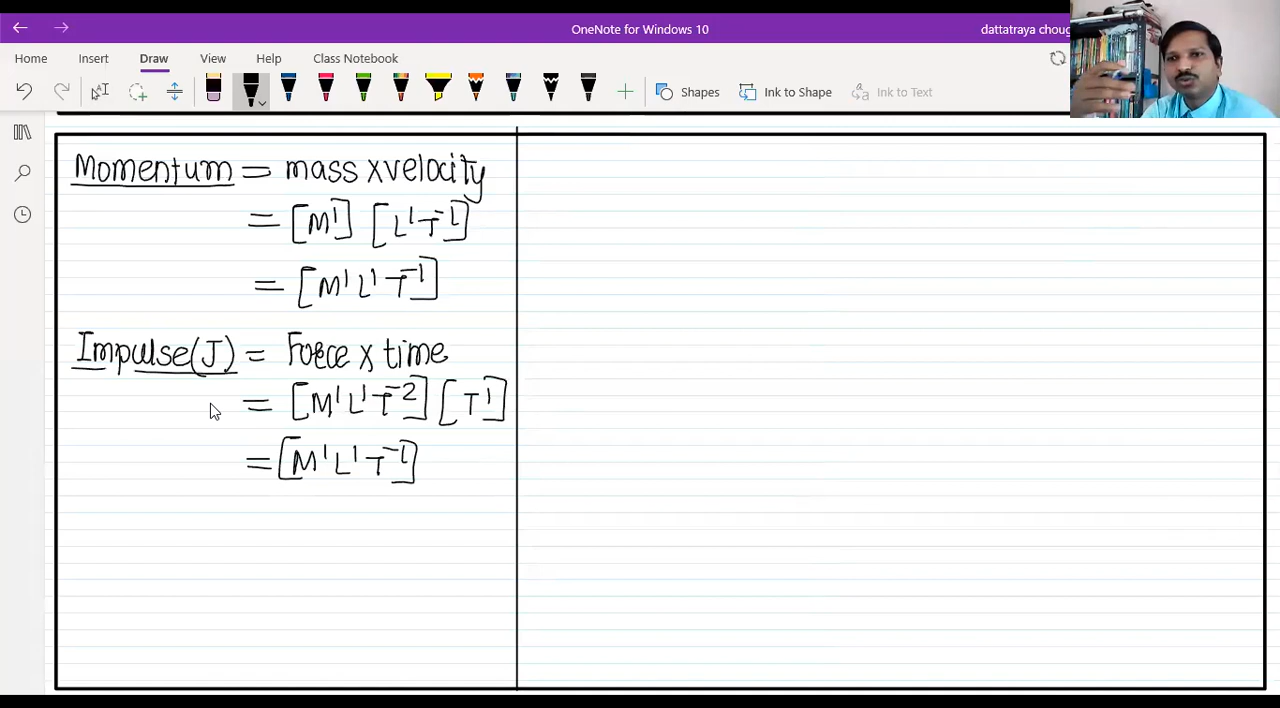 OneNote for Windows 10
dattatraya choug
Home Insert Draw View Help Class Notebook
Shapes Ink to Shape Ink to Text
Momentum = mass x velocity
= [M¹] [L¹T⁻¹]
= [M¹L¹T⁻¹]
Impulse(J) = Force x time
= [M¹L¹T⁻²] [T¹]
= [M¹L¹T⁻¹]